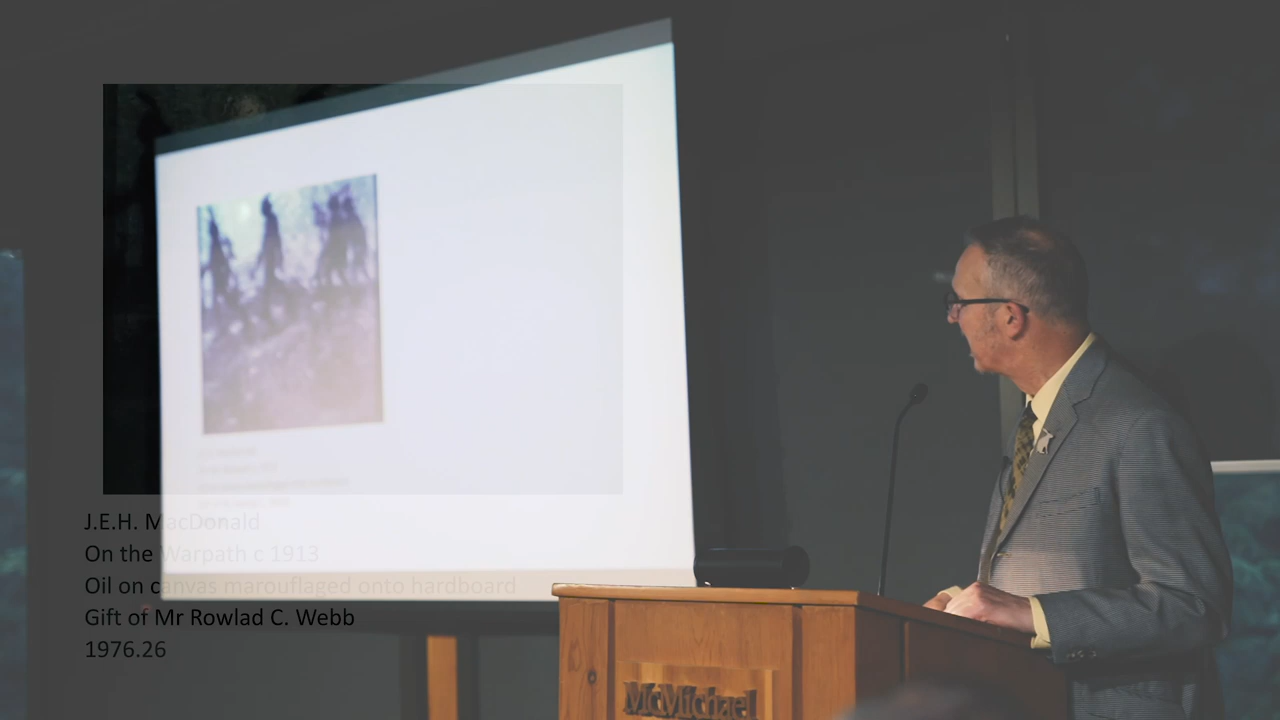 J.E.H. MacDonald
On the Warpath c 1913
Oil on canvas marouflaged onto hardboard
Gift of Mr Rowlad C. Webb
1976.26
McMichael